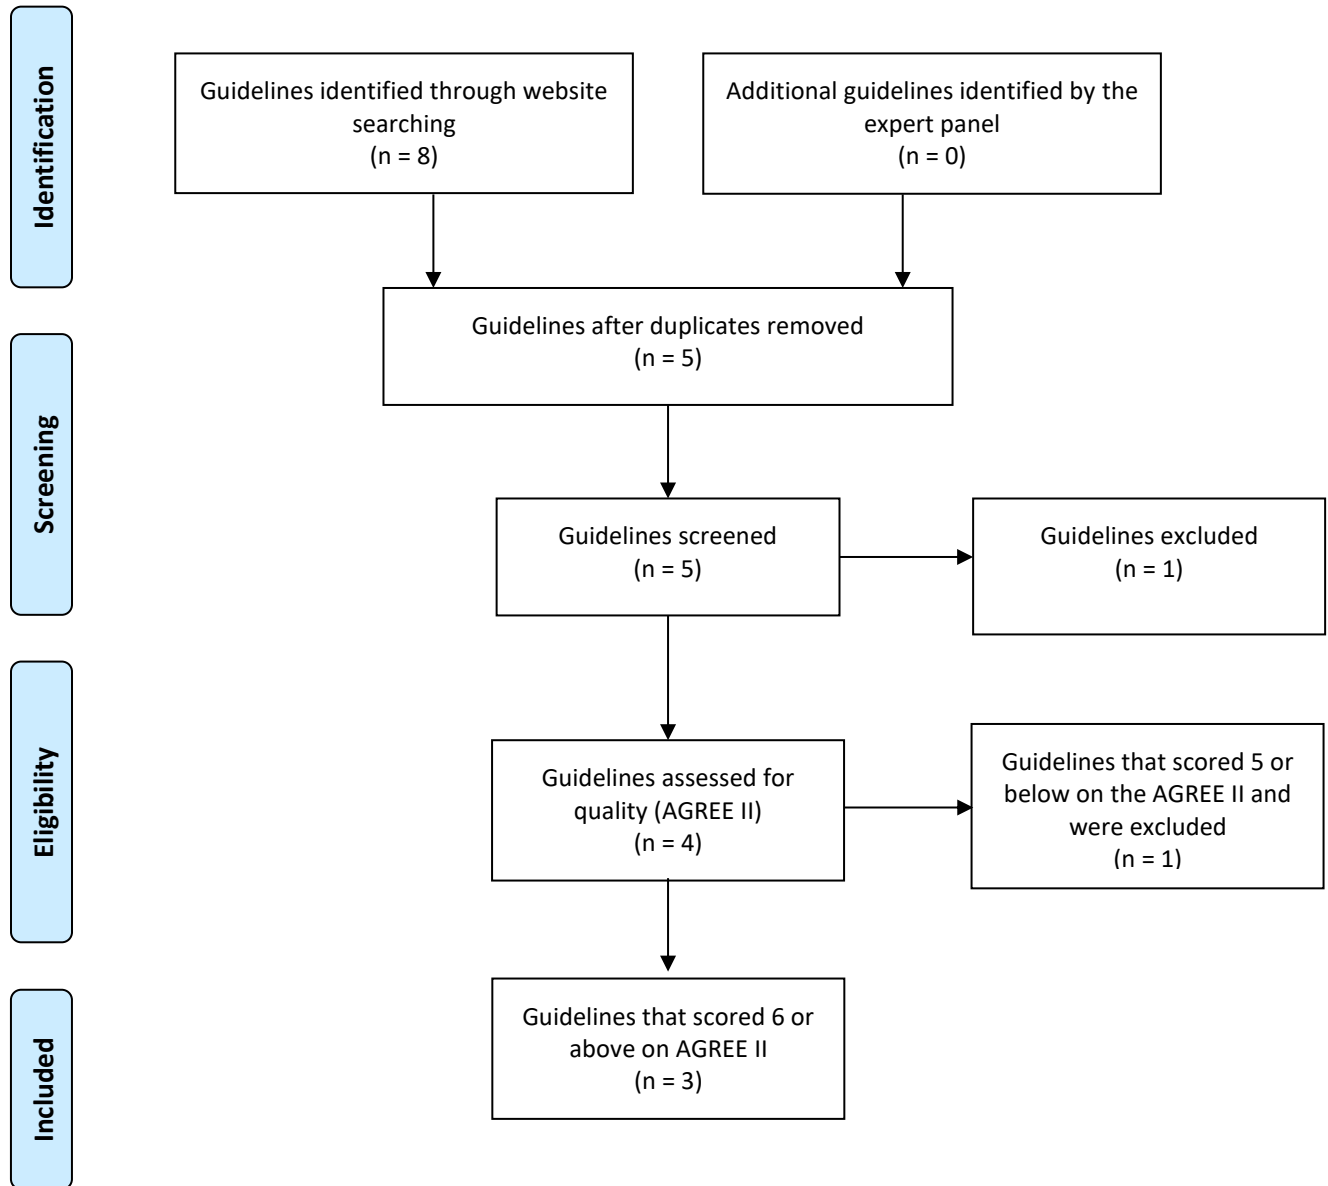 Identification
Guidelines identified through website
searching
(n = 8)
Additional guidelines identified by the
expert panel
(n = 0)
Guidelines after duplicates removed
(n = 5)
Screening
Guidelines screened
(n = 5)
Guidelines excluded
(n = 1)
Eligibility
Guidelines assessed for
quality (AGREE II)
(n = 4)
Guidelines that scored 5 or
below on the AGREE II and
were excluded
(n = 1)
Included
Guidelines that scored 6 or
above on AGREE II
(n = 3)